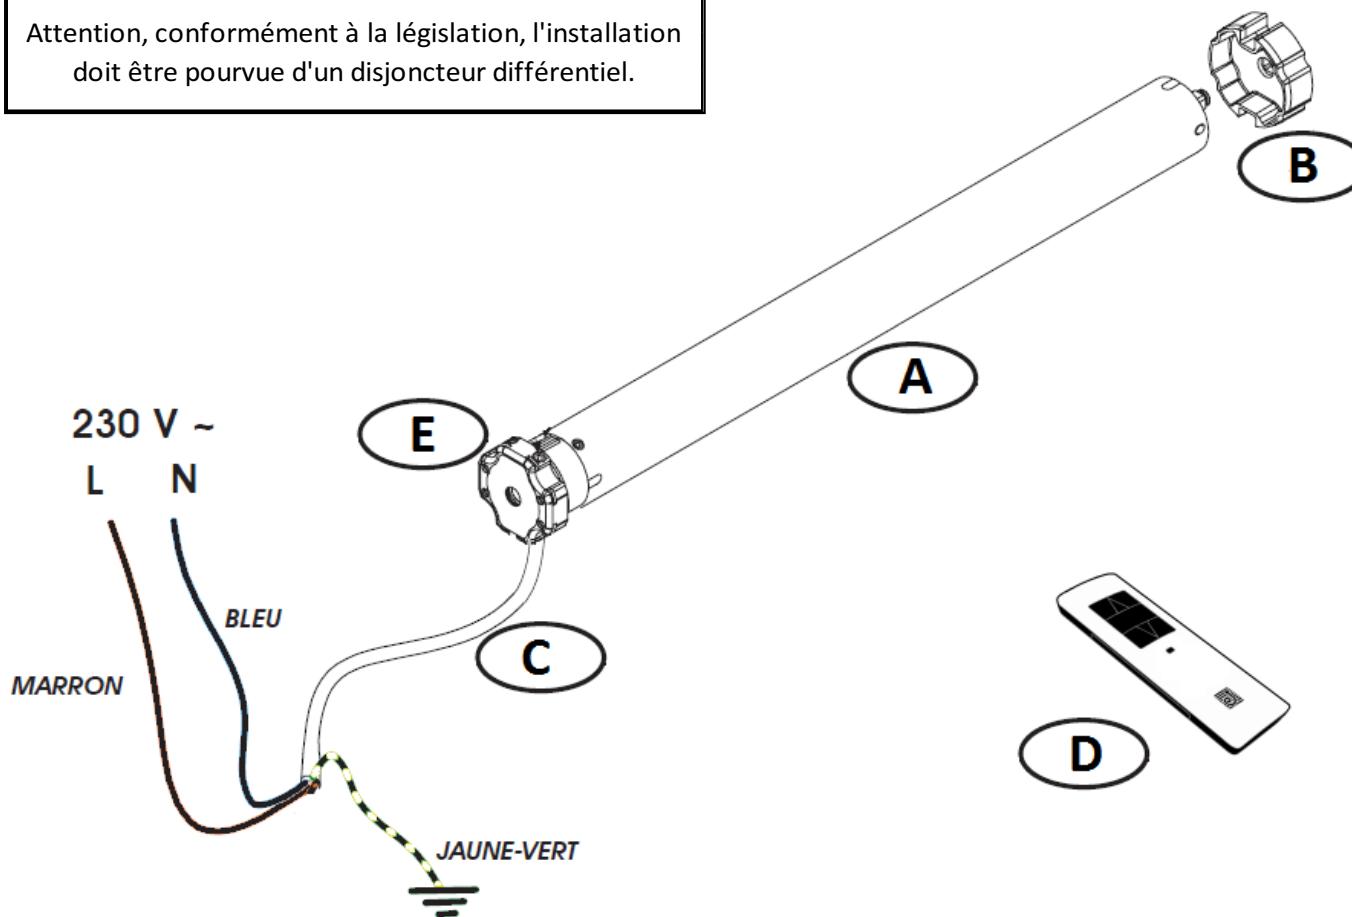 Attention, conformément à la législation, l'installation
doit être pourvue d'un disjoncteur différentiel.
B
A
E
230 V ~
L N
BLEU
C
MARRON
D
JAUNE-VERT